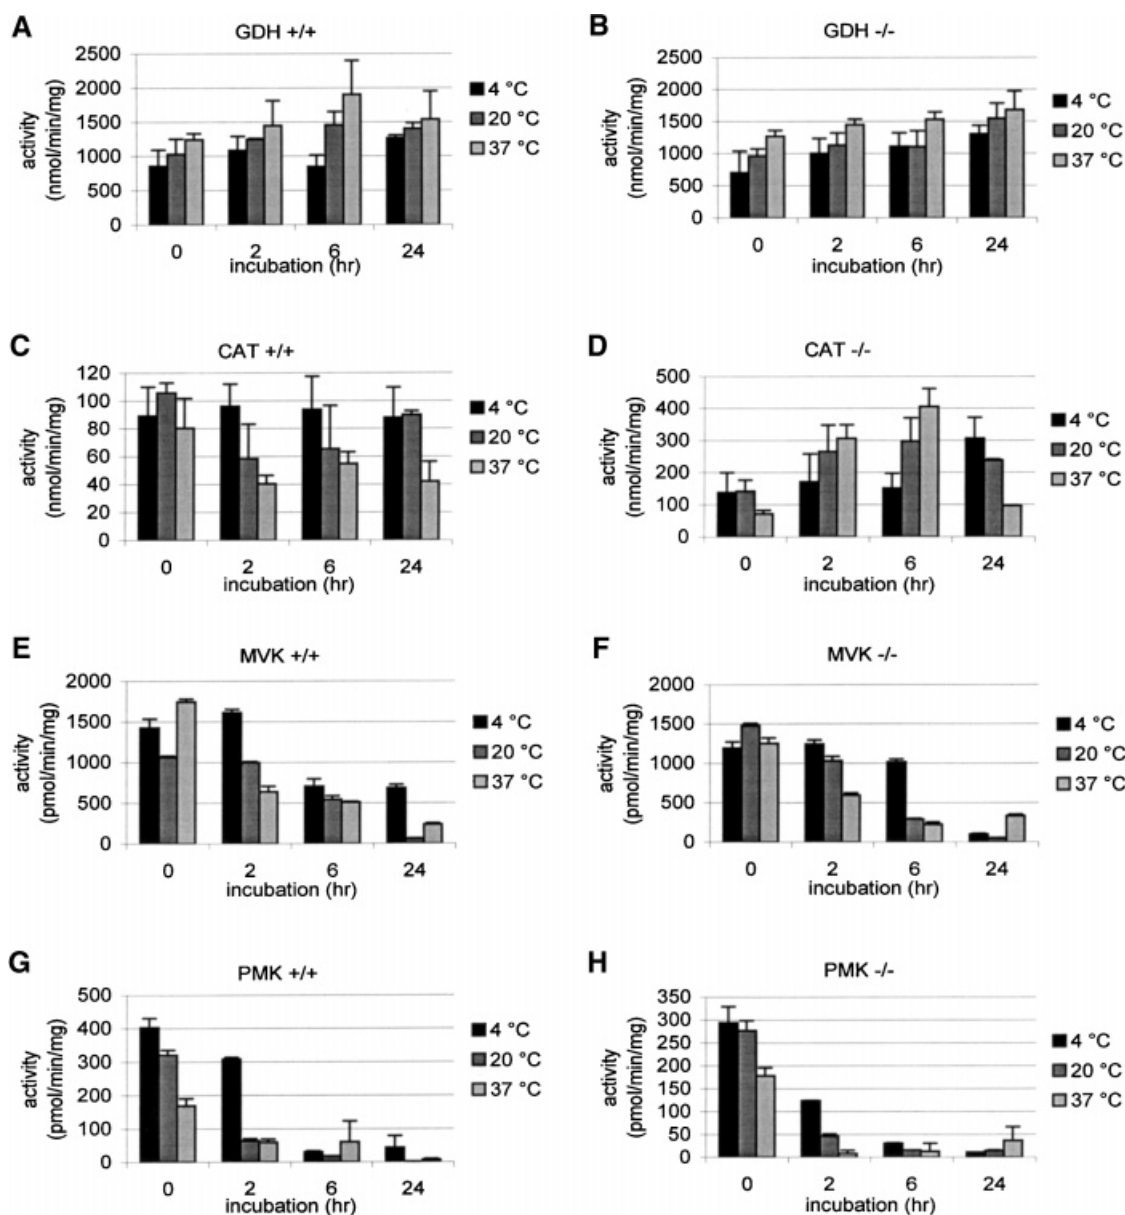 A
GDH +/+
activity
(nmol/min/mg)
2500
2000
1500
1000
500
0
0 2 6 24
incubation (hr)
4 °C
20 °C
37 °C
B
GDH -/-
activity
(nmol/min/mg)
2500
2000
1500
1000
500
0
0 2 6 24
incubation (hr)
4 °C
20 °C
37 °C
C
CAT +/+
activity
(nmol/min/mg)
120
100
80
60
40
20
0
0 2 6 24
incubation (hr)
4 °C
20 °C
37 °C
D
CAT -/-
activity
(nmol/min/mg)
500
400
300
200
100
0
0 2 6 24
incubation (hr)
4 °C
20 °C
37 °C
E
MVK +/+
activity
(pmol/min/mg)
2000
1500
1000
500
0
0 2 6 24
incubation (hr)
4 °C
20 °C
37 °C
F
MVK -/-
activity
(pmol/min/mg)
2000
1500
1000
500
0
0 2 6 24
incubation (hr)
4 °C
20 °C
37 °C
G
PMK +/+
activity
(pmol/min/mg)
500
400
300
200
100
0
0 2 6 24
incubation (hr)
4 °C
20 °C
37 °C
H
PMK -/-
activity
(pmol/min/mg)
350
300
250
200
150
100
50
0
0 2 6 24
incubation (hr)
4 °C
20 °C
37 °C